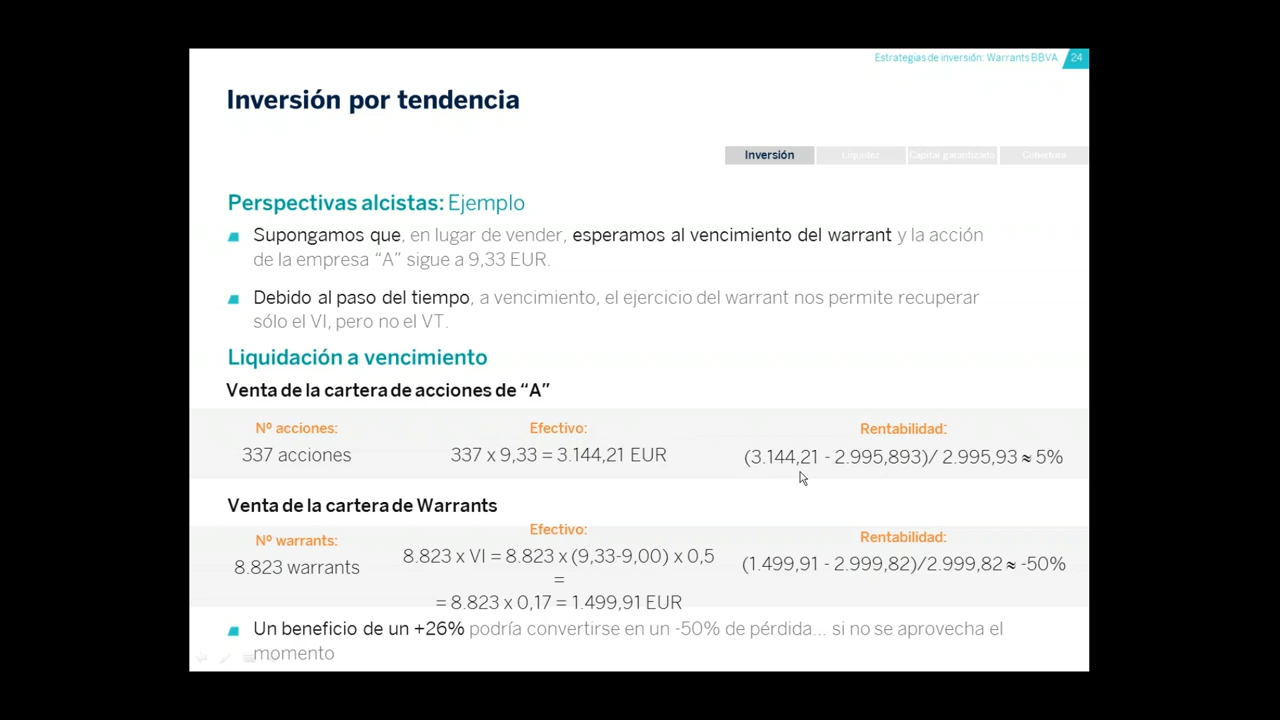 Estrategias de inversión: Warrants BBVA 24
Inversión por tendencia
Inversión Liquidez Capital garantizado Cobertura
Perspectivas alcistas: Ejemplo
Supongamos que, en lugar de vender, esperamos al vencimiento del warrant y la acción
de la empresa “A” sigue a 9,33 EUR.
Debido al paso del tiempo, a vencimiento, el ejercicio del warrant nos permite recuperar
sólo el VI, pero no el VT.
Liquidación a vencimiento
Venta de la cartera de acciones de “A”
Nº acciones: Efectivo: Rentabilidad:
337 acciones 337 x 9,33 = 3.144,21 EUR (3.144,21 - 2.995,893)/ 2.995,93 ≈ 5%
Venta de la cartera de Warrants
Nº warrants: Efectivo: Rentabilidad:
8.823 warrants 8.823 x VI = 8.823 x (9,33-9,00) x 0,5 (1.499,91 - 2.999,82)/2.999,82 ≈ -50%
=
= 8.823 x 0,17 = 1.499,91 EUR
Un beneficio de un +26% podría convertirse en un -50% de pérdida... si no se aprovecha el
momento